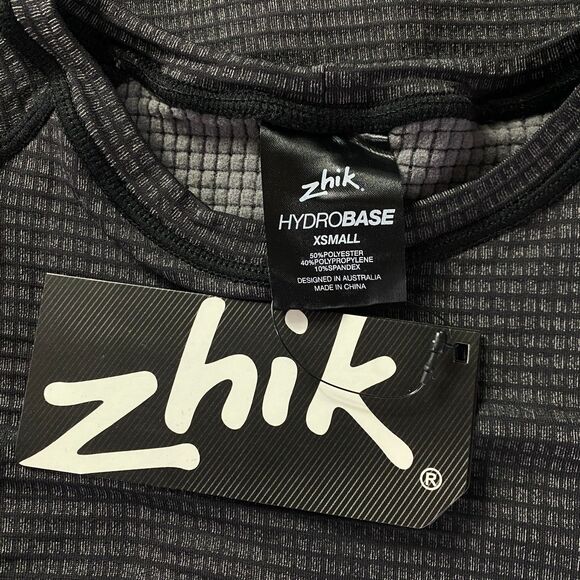 zhik
HYDROBASE
XSMALL
50%POLYESTER
40%POLYPROPYLENE
10%SPANDEX
DESIGNED IN AUSTRALIA
MADE IN CHINA
zhik®